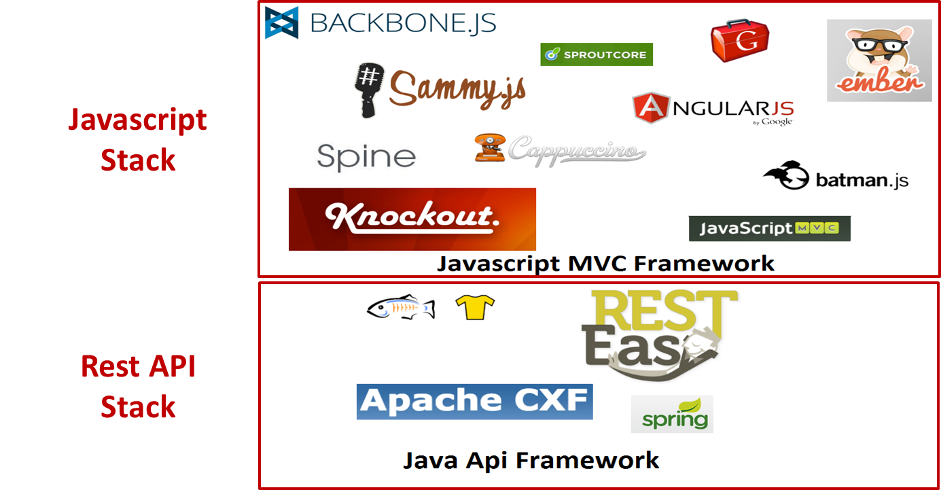 Javascript
Stack
BACKBONE.JS
SPROUTCORE
G
ember
Sammy.js
ANGULARJS
by Google
Spine
Cappuccino
batman.js
Knockout.
JavaScript MVC
Javascript MVC Framework
Rest API
Stack
REST
Easy
Apache CXF
spring
Java Api Framework